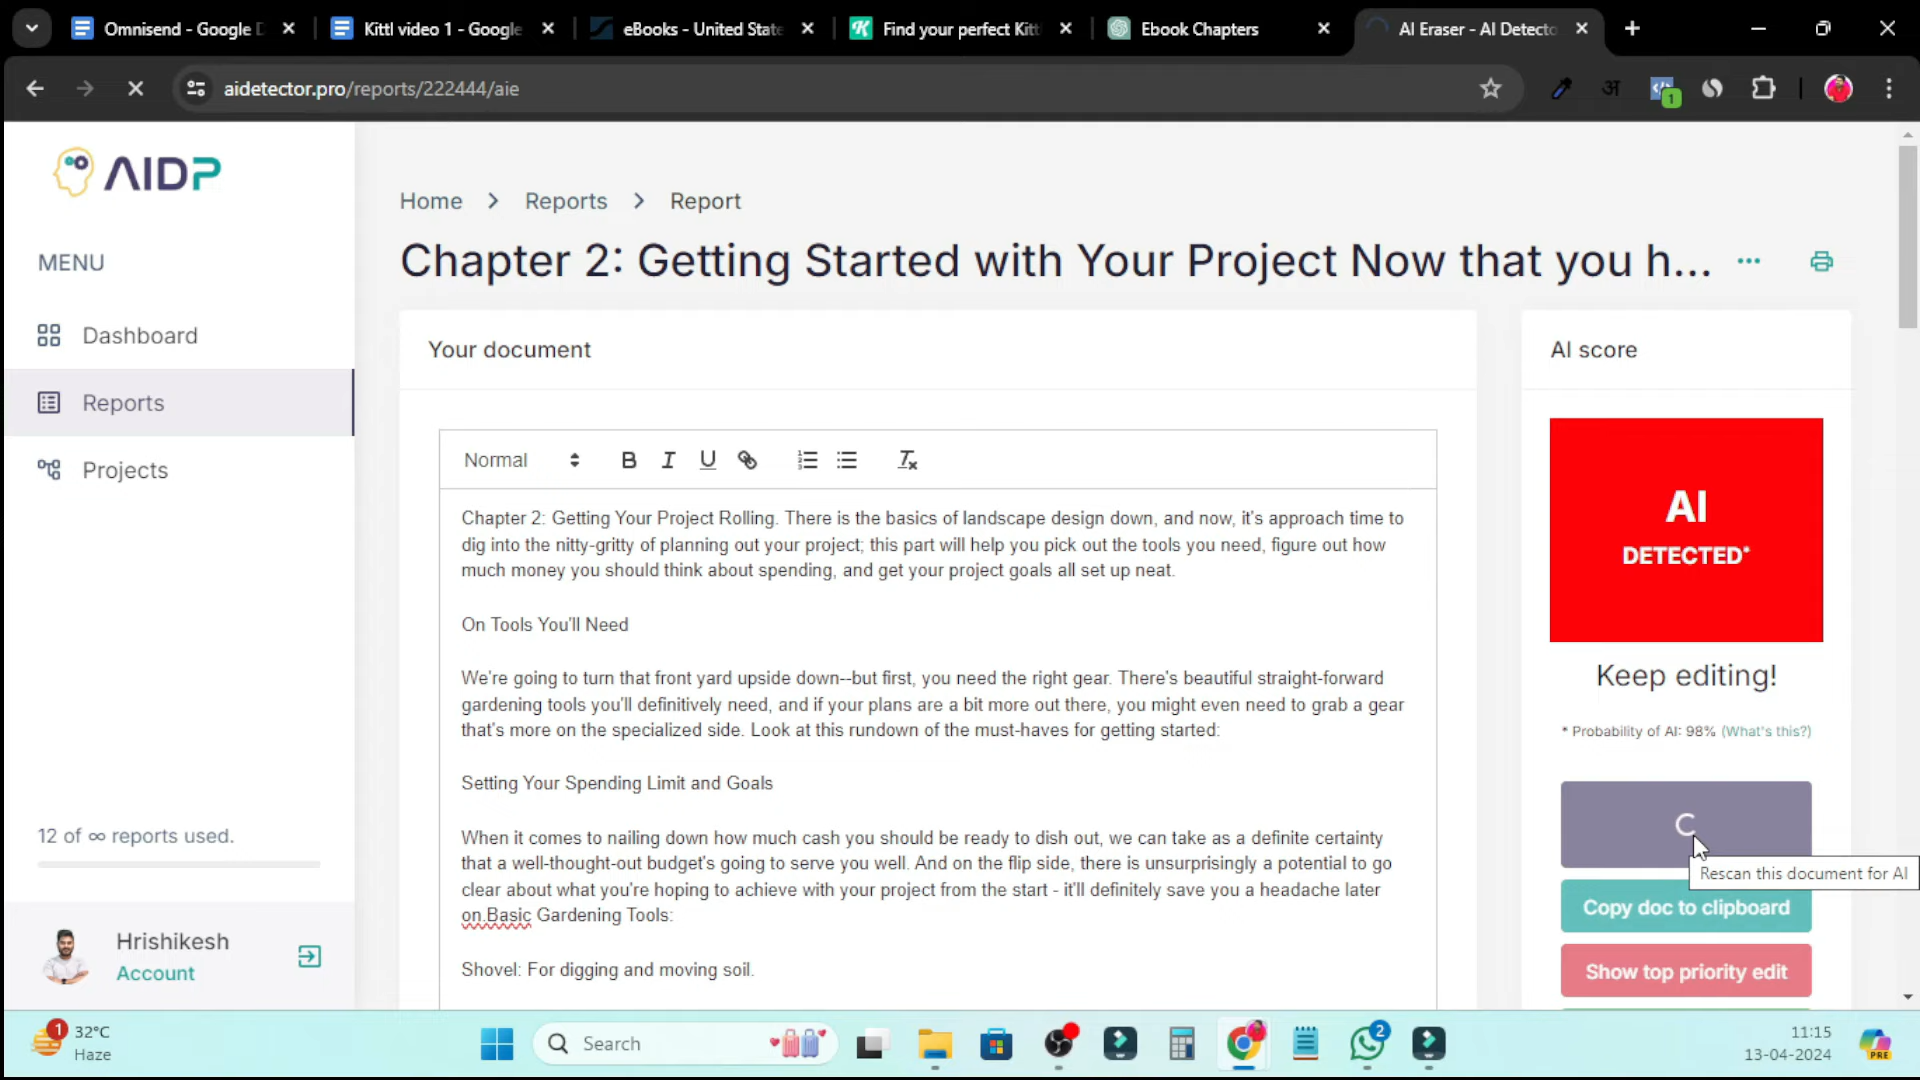 Omnisend - Google D
Kittl video 1 - Google
eBooks - United State
Find your perfect Kittl
Ebook Chapters
AI Eraser - AI Detecto
aidetector.pro/reports/222444/aie
अ
1
AIDP
MENU
Dashboard
Reports
Projects
12 of ∞ reports used.
Hrishikesh
Account
Home > Reports > Report
Chapter 2: Getting Started with Your Project Now that you h...
Your document
Normal
B I U
Chapter 2: Getting Your Project Rolling. There is the basics of landscape design down, and now, it's approach time to
dig into the nitty-gritty of planning out your project; this part will help you pick out the tools you need, figure out how
much money you should think about spending, and get your project goals all set up neat.
On Tools You'll Need
We're going to turn that front yard upside down--but first, you need the right gear. There's beautiful straight-forward
gardening tools you'll definitively need, and if your plans are a bit more out there, you might even need to grab a gear
that's more on the specialized side. Look at this rundown of the must-haves for getting started:
Setting Your Spending Limit and Goals
When it comes to nailing down how much cash you should be ready to dish out, we can take as a definite certainty
that a well-thought-out budget's going to serve you well. And on the flip side, there is unsurprisingly a potential to go
clear about what you're hoping to achieve with your project from the start - it'll definitely save you a headache later
on.Basic Gardening Tools:
Shovel: For digging and moving soil.
AI score
AI
DETECTED*
Keep editing!
* Probability of AI: 98% (What's this?)
Rescan this document for AI
Copy doc to clipboard
Show top priority edit
1
32°C
Haze
Search
2
11:15
13-04-2024
PRE